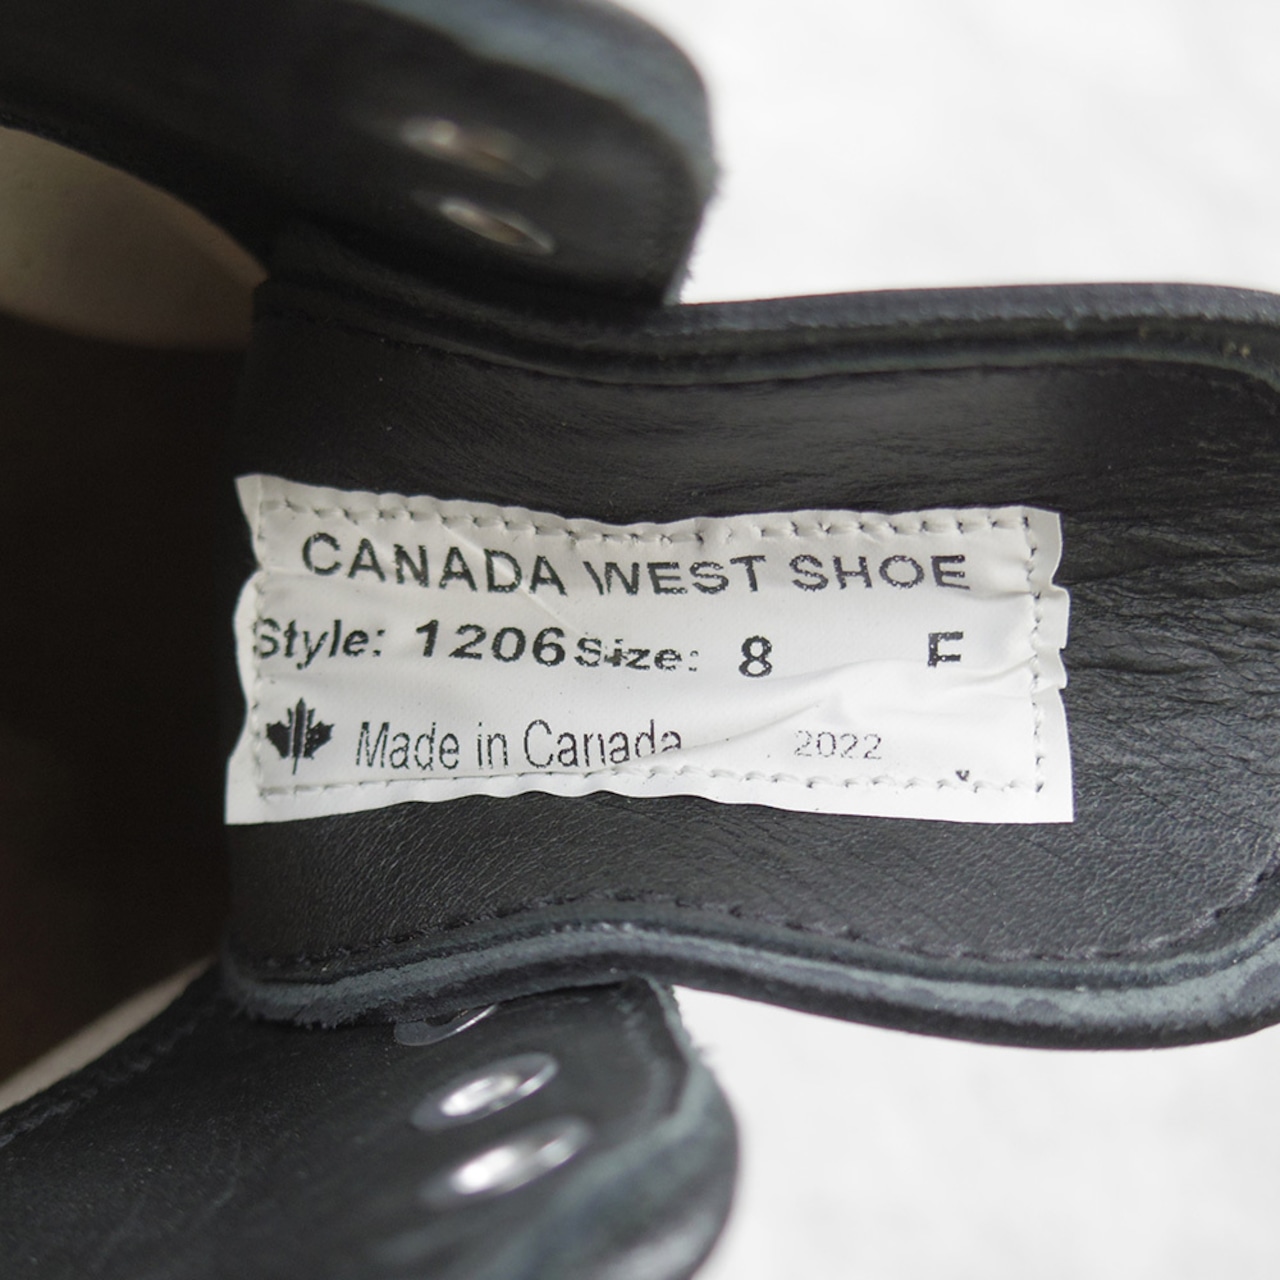 CANADA WEST SHOE
Style: 1206 Size: 8 F
Made in Canada 2022